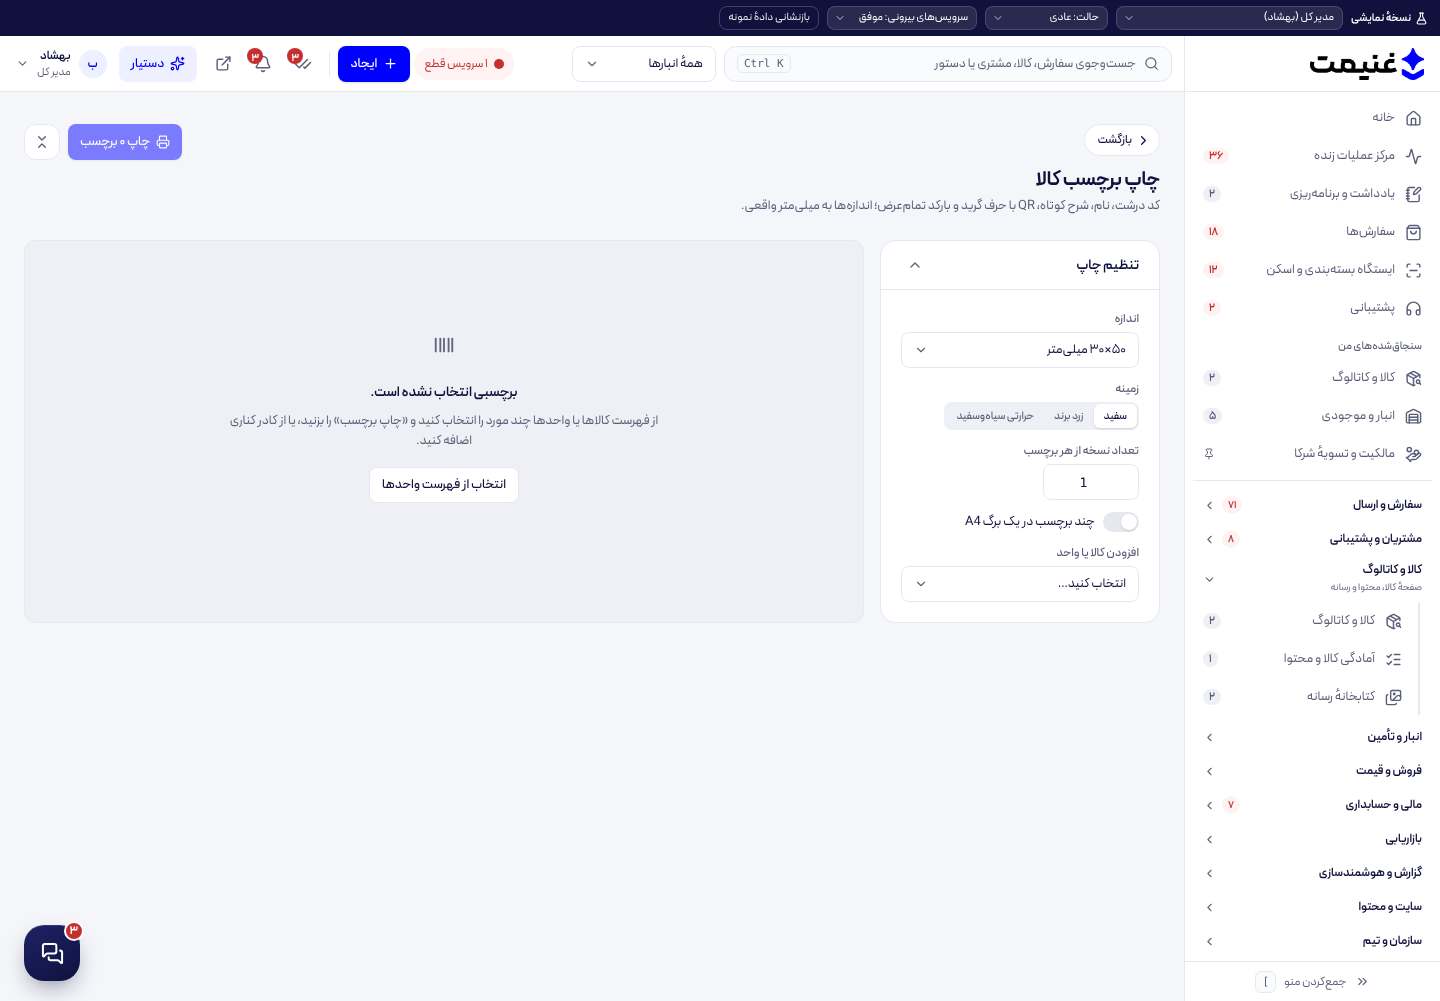 نسخهٔ نمایشی
مدیر کل (بهشاد)
حالت: عادی
سرویس‌های بیرونی: موفق
بازنشانی دادهٔ نمونه
غنیمت
جست‌وجوی سفارش، کالا، مشتری یا دستور
Ctrl K
همهٔ انبارها
۱ سرویس قطع
ایجاد
۳
۳
دستیار
ب
بهشاد
مدیر کل
خانه
مرکز عملیات زنده
۳۶
یادداشت و برنامه‌ریزی
۲
سفارش‌ها
۱۸
ایستگاه بسته‌بندی و اسکن
۱۲
پشتیبانی
۲
سنجاق‌شده‌های من
کالا و کاتالوگ
۲
انبار و موجودی
۵
مالکیت و تسویهٔ شرکا
سفارش و ارسال
۷۱
مشتریان و پشتیبانی
۸
کالا و کاتالوگ
صفحهٔ کالا، محتوا و رسانه
کالا و کاتالوگ
۲
آمادگی کالا و محتوا
۱
کتابخانهٔ رسانه
۲
انبار و تأمین
فروش و قیمت
مالی و حسابداری
۷
بازاریابی
گزارش و هوشمندسازی
سایت و محتوا
سازمان و تیم
جمع‌کردن منو
[
بازگشت
چاپ ۰ برچسب
چاپ برچسب کالا
کد درشت، نام، شرح کوتاه، QR با حرف گرید و بارکد تمام‌عرض؛ اندازه‌ها به میلی‌متر واقعی.
تنظیم چاپ
اندازه
۵۰×۳۰ میلی‌متر
زمینه
سفید
زرد برند
حرارتی سیاه‌وسفید
تعداد نسخه از هر برچسب
1
چند برچسب در یک برگ A4
افزودن کالا یا واحد
انتخاب کنید…
برچسبی انتخاب نشده است.
از فهرست کالاها یا واحدها چند مورد را انتخاب کنید و «چاپ برچسب» را بزنید، یا از کادر کناری
اضافه کنید.
انتخاب از فهرست واحدها
۳